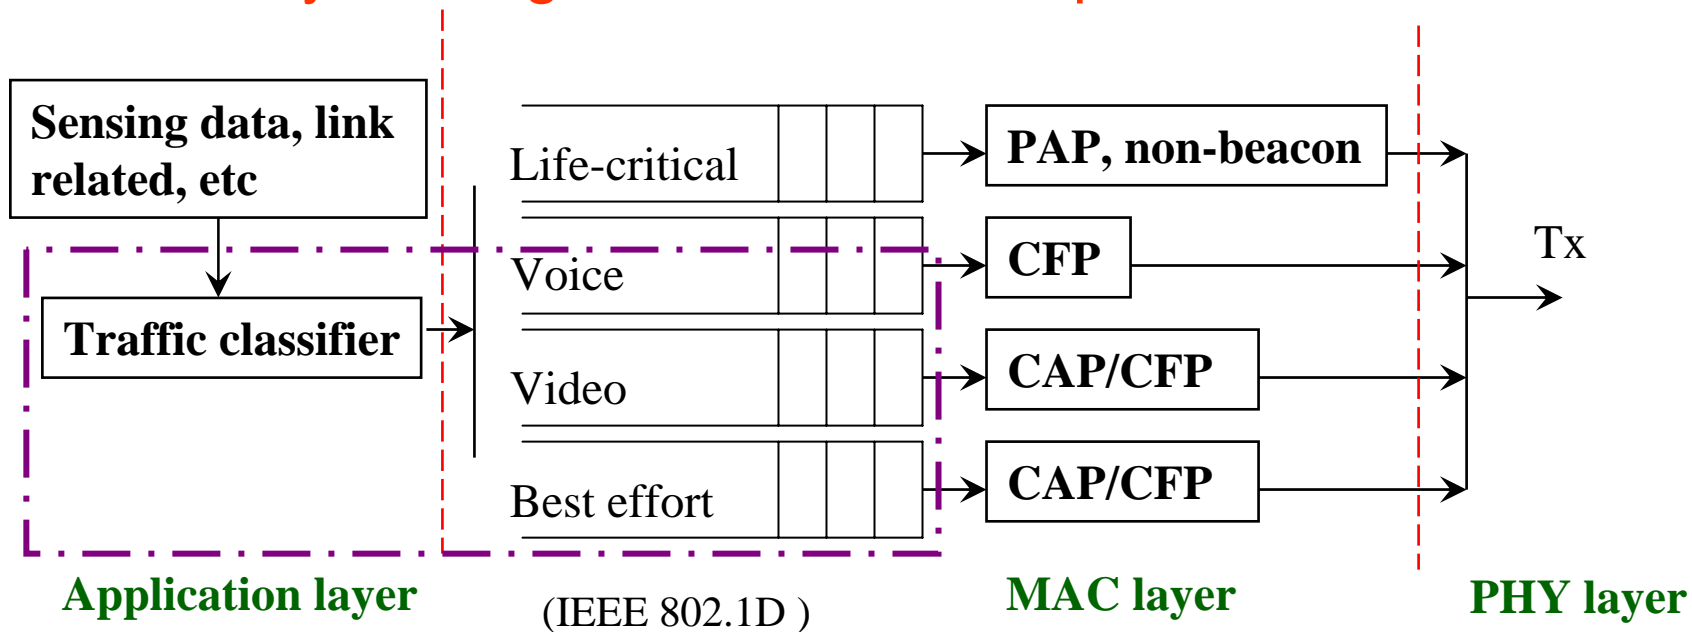 Sensing data, link
related, etc
Traffic classifier
Life-critical
Voice
Video
Best effort
PAP, non-beacon
CFP
CAP/CFP
CAP/CFP
Tx
Application layer
(IEEE 802.1D )
MAC layer
PHY layer